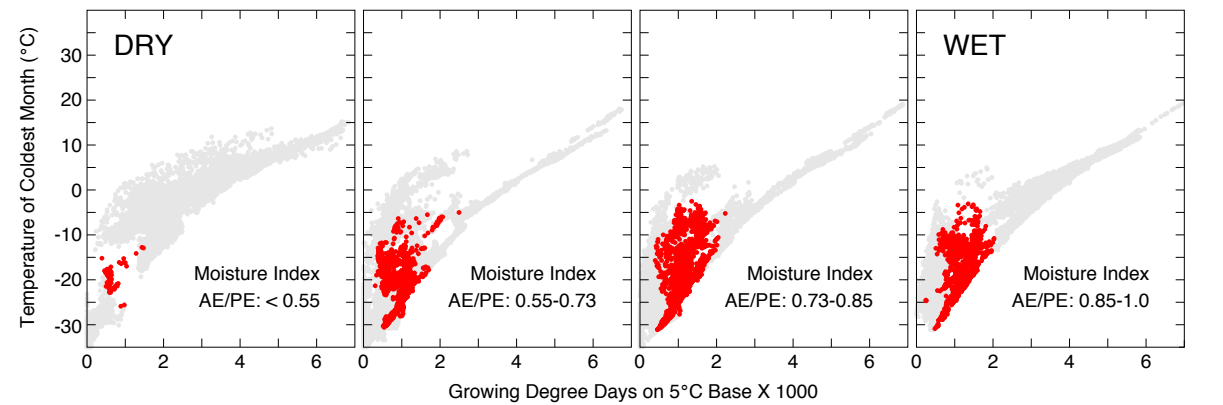 DRY
WET
Temperature of Coldest Month (°C)
30
20
10
0
-10
-20
-30
Moisture Index
AE/PE: < 0.55
Moisture Index
AE/PE: 0.55-0.73
Moisture Index
AE/PE: 0.73-0.85
Moisture Index
AE/PE: 0.85-1.0
0 2 4 6 0 2 4 6 0 2 4 6 0 2 4 6
Growing Degree Days on 5°C Base X 1000